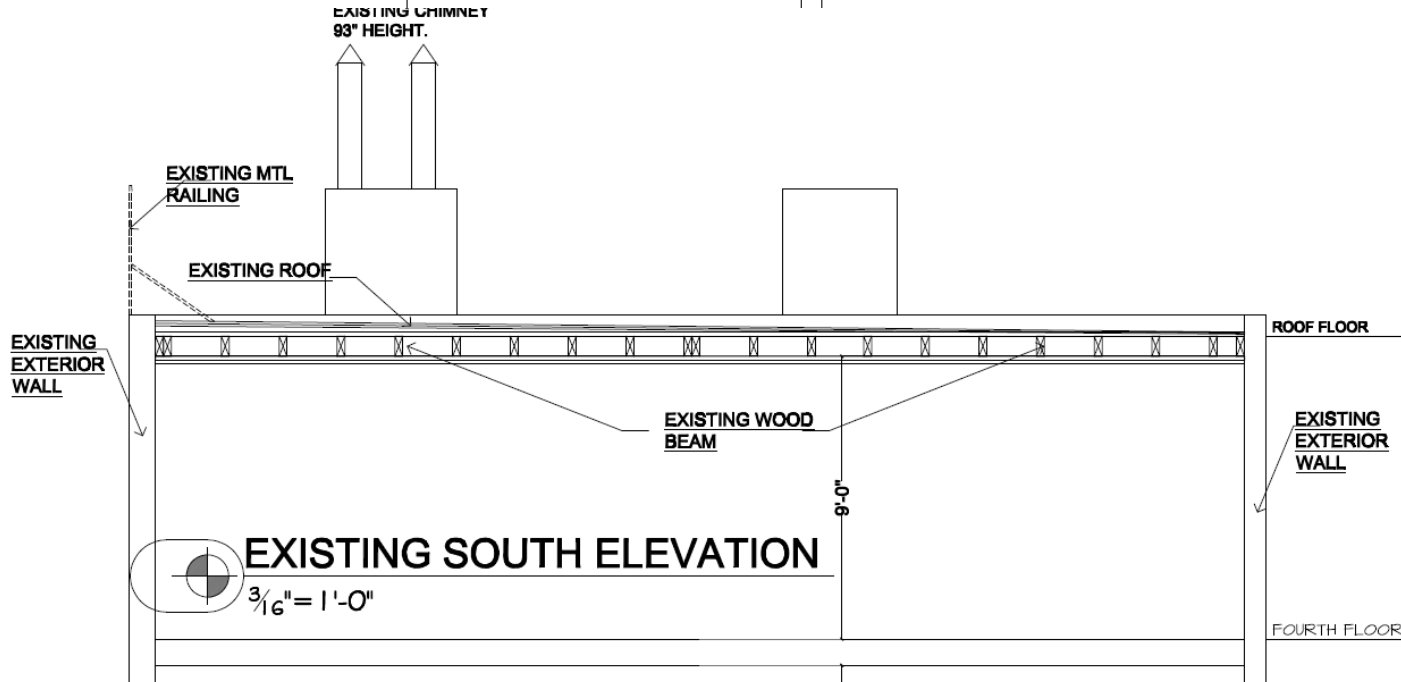 EXISTING CHIMNEY
93" HEIGHT.
EXISTING MTL
RAILING
EXISTING ROOF
ROOF FLOOR
EXISTING
EXTERIOR
WALL
EXISTING WOOD
BEAM
EXISTING
EXTERIOR
WALL
9'-0"
EXISTING SOUTH ELEVATION
3/16"= 1'-0"
FOURTH FLOOR